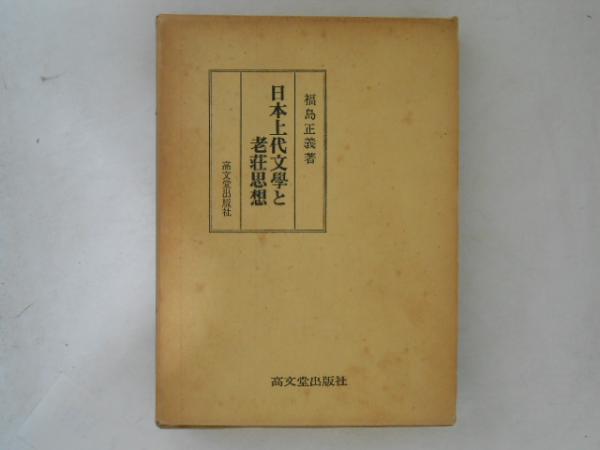 福島正義著
日本上代文學と
老荘思想
高文堂出版社
高文堂出版社